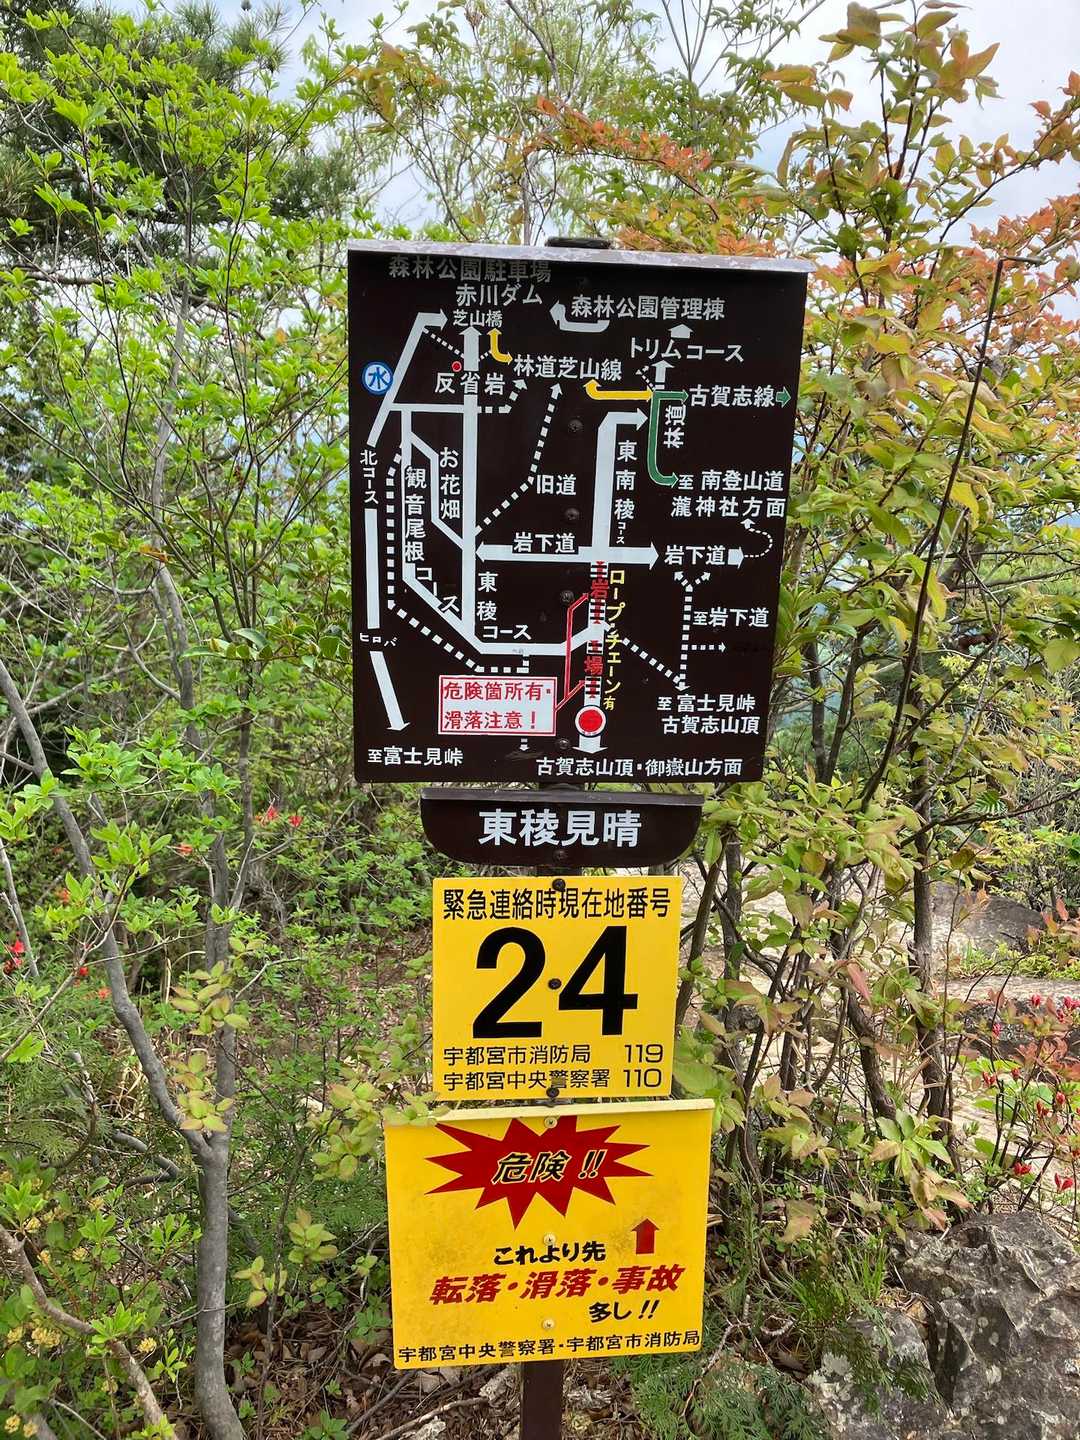 森林公園駐車場
赤川ダム
芝山橋
森林公園管理棟
トリムコース
水
反省岩
林道芝山線
古賀志線
林道
北コース
観音尾根コース
お花畑
旧道
東南稜コース
至 南登山道
瀧神社方面
岩下道
岩下道
東稜コース
二岩
ロープ・チェーン有
二場
至岩下道
ヒロバ
危険箇所有・
滑落注意！
至富士見峠
古賀志山頂
至富士見峠
古賀志山頂・御嶽山方面
東稜見晴
緊急連絡時現在地番号
24
宇都宮市消防局 119
宇都宮中央警察署 110
危険!!
これより先
転落・滑落・事故
多し!!
宇都宮中央警察署・宇都宮市消防局